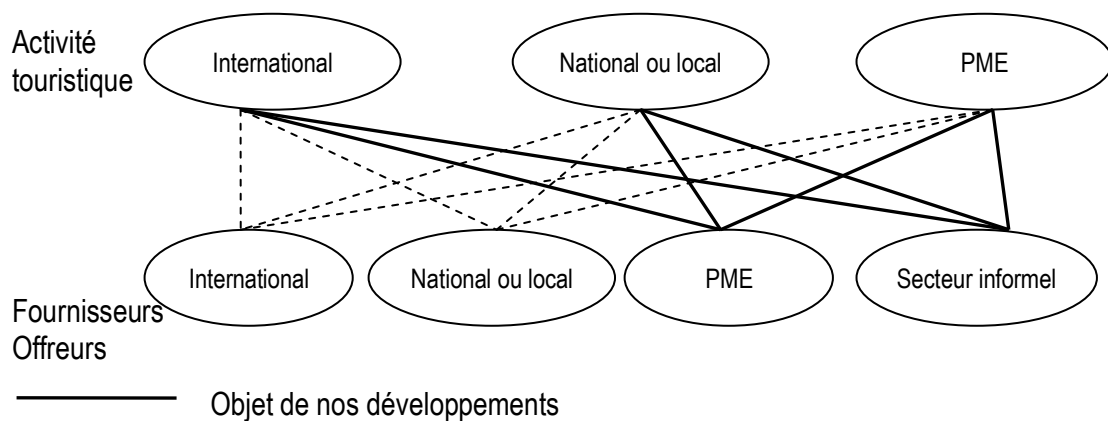 Activité
touristique
International
National ou local
PME
International
National ou local
PME
Secteur informel
Fournisseurs
Offreurs
Objet de nos développements